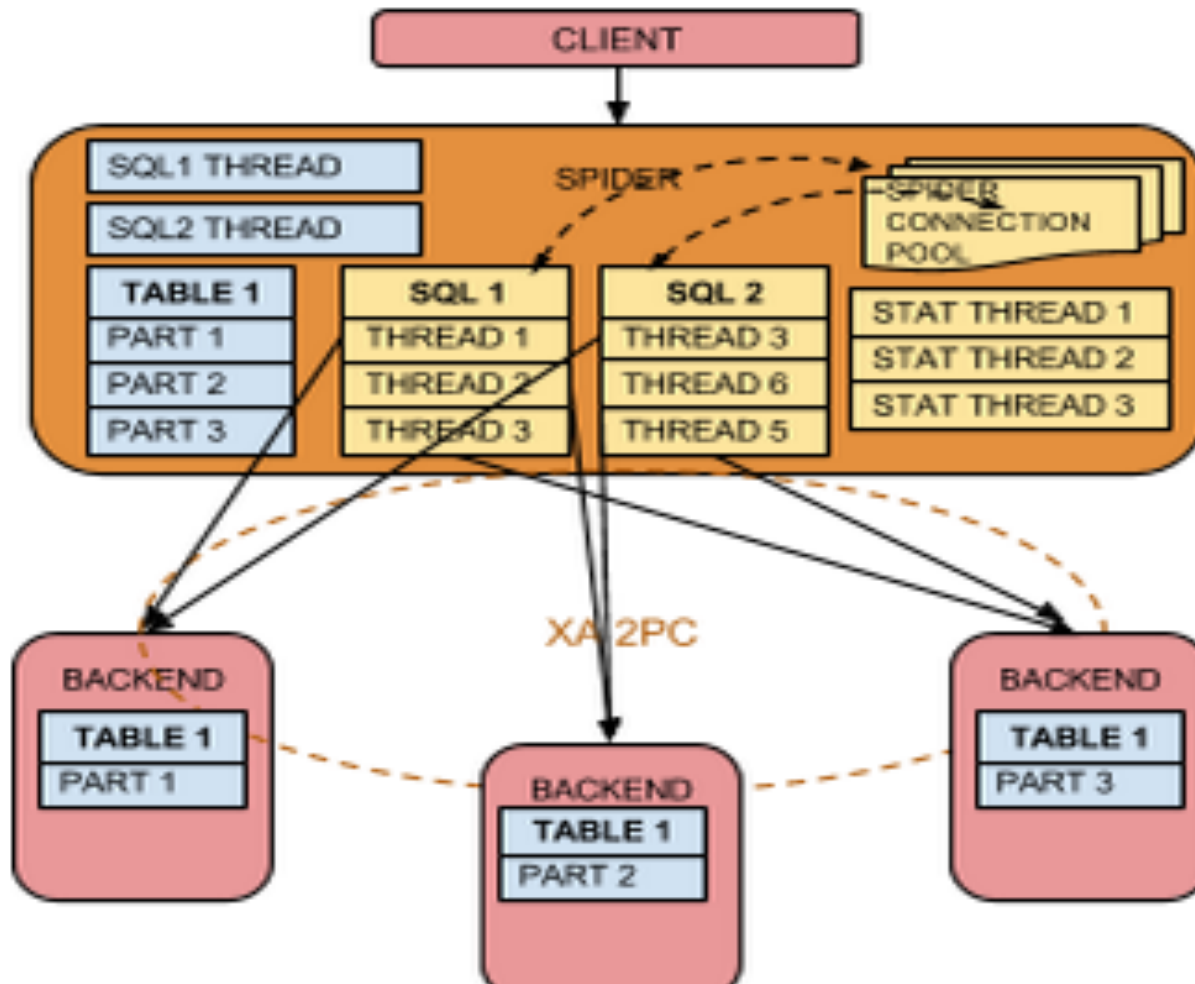 CLIENT
SQL1 THREAD
SQL2 THREAD
SPIDER
SPIDER
CONNECTION
POOL
TABLE 1
PART 1
PART 2
PART 3
SQL 1
THREAD 1
THREAD 2
THREAD 3
SQL 2
THREAD 3
THREAD 6
THREAD 5
STAT THREAD 1
STAT THREAD 2
STAT THREAD 3
XA 2PC
BACKEND
TABLE 1
PART 1
BACKEND
TABLE 1
PART 2
BACKEND
TABLE 1
PART 3